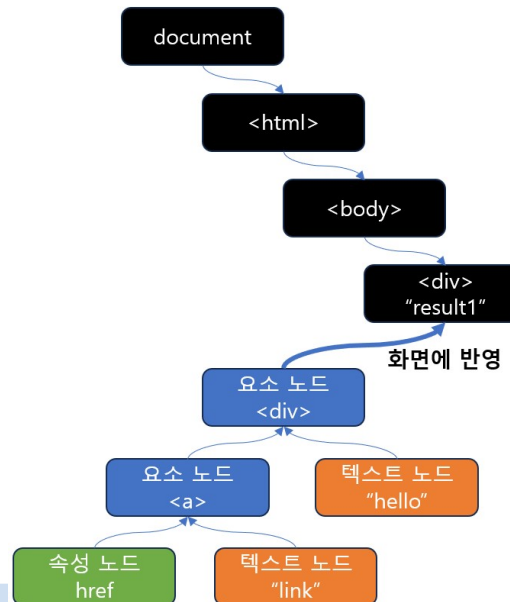 document
<html>
<body>
<div>
“result1”
화면에 반영
요소 노드
<div>
요소 노드
<a>
텍스트 노드
“hello”
속성 노드
href
텍스트 노드
“link”